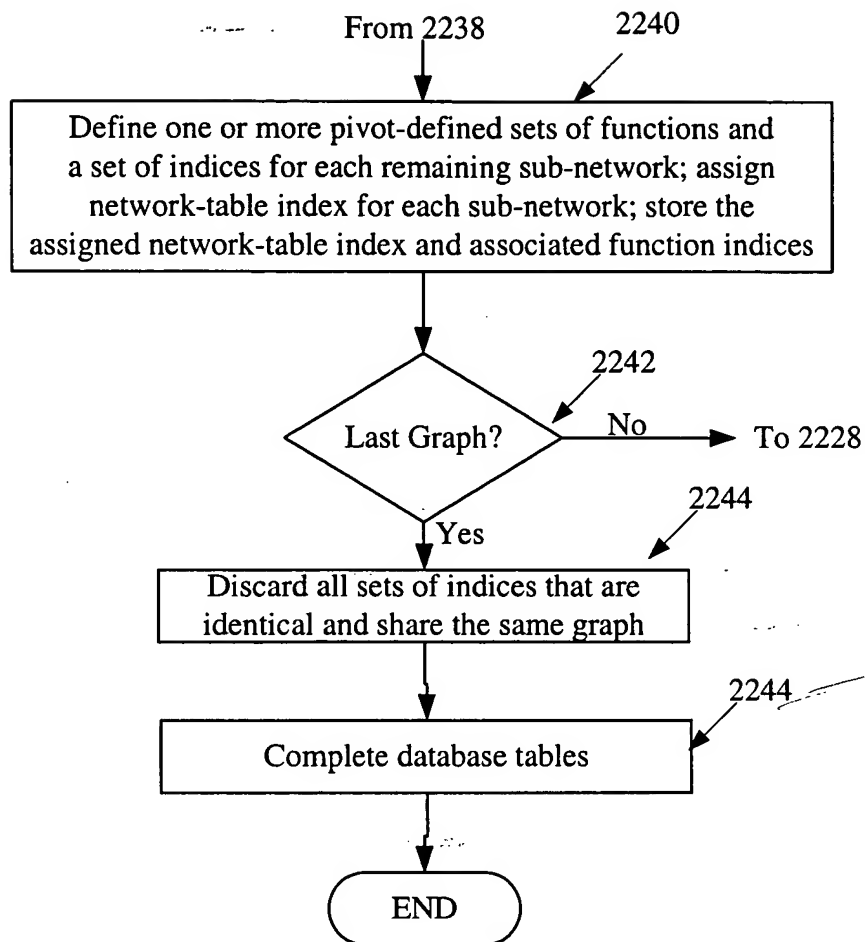 From 2238
2240
Define one or more pivot-defined sets of functions and
a set of indices for each remaining sub-network; assign
network-table index for each sub-network; store the
assigned network-table index and associated function indices
2242
Last Graph?
No
To 2228
Yes
2244
Discard all sets of indices that are
identical and share the same graph
2244
Complete database tables
END